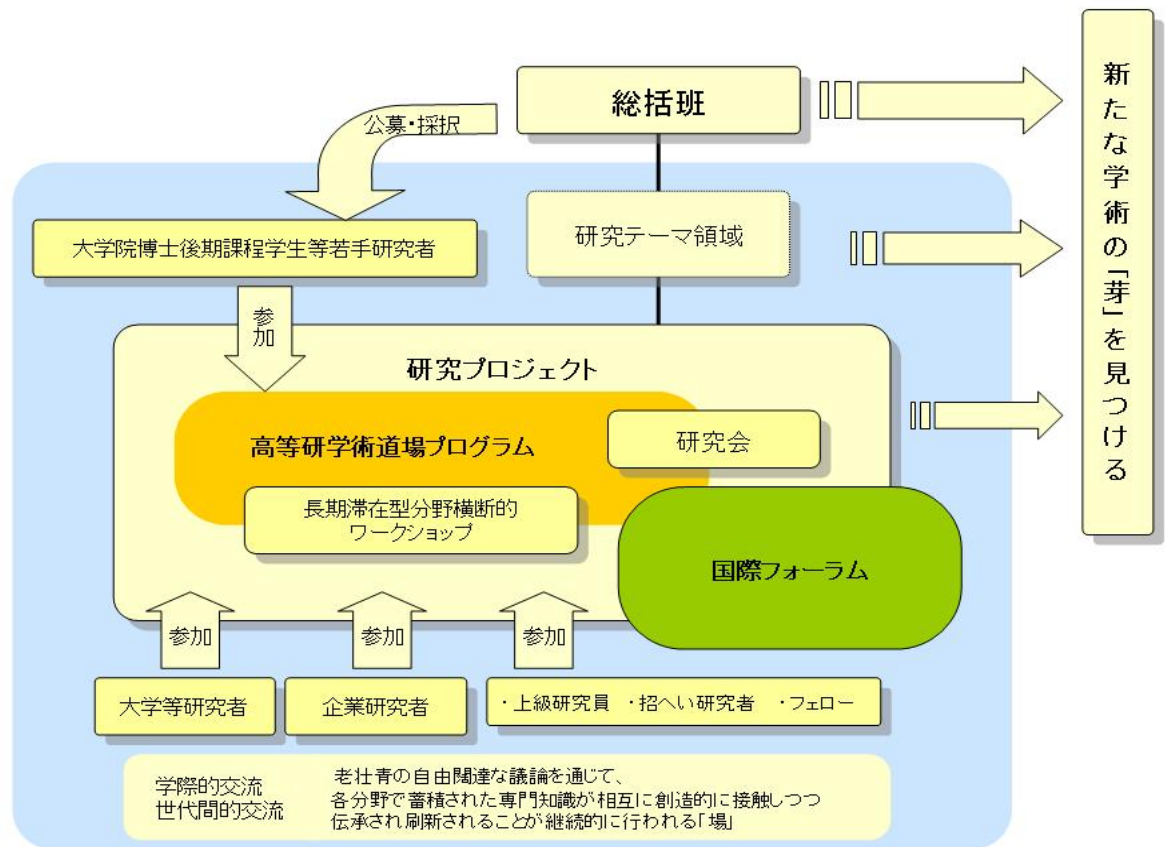 総括班
公募・採択
新たな学術の「芽」を見つける
大学院博士後期課程学生等若手研究者
研究テーマ領域
参加
研究プロジェクト
高等研学術道場プログラム
研究会
長期滞在型分野横断的
ワークショップ
国際フォーラム
参加
参加
参加
大学等研究者
企業研究者
・上級研究員 ・招へい研究者 ・フェロー
学際的交流
世代間的交流
老壮青の自由闊達な議論を通じて、
各分野で蓄積された専門知識が相互に創造的に接触しつつ
伝承され刷新されることが継続的に行われる「場」